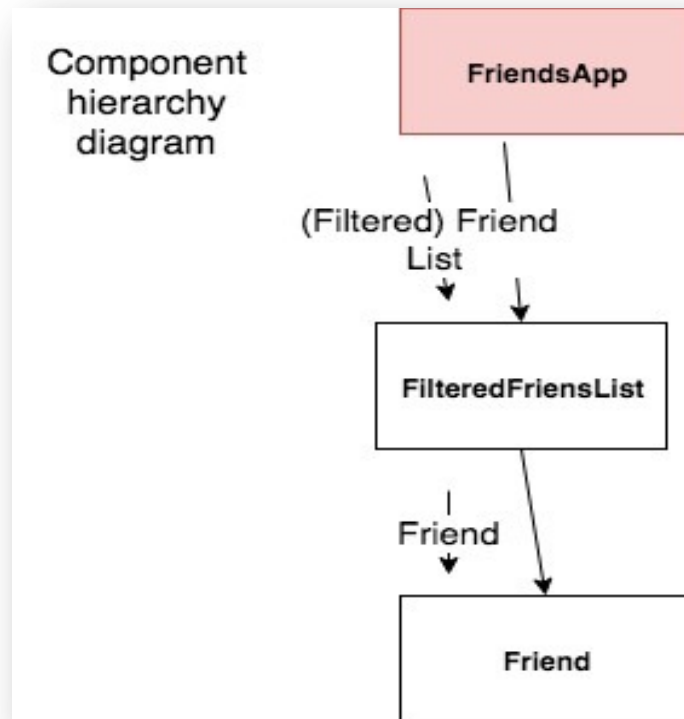 Component
hierarchy
diagram
FriendsApp
(Filtered) Friend
List
FilteredFriensList
Friend
Friend